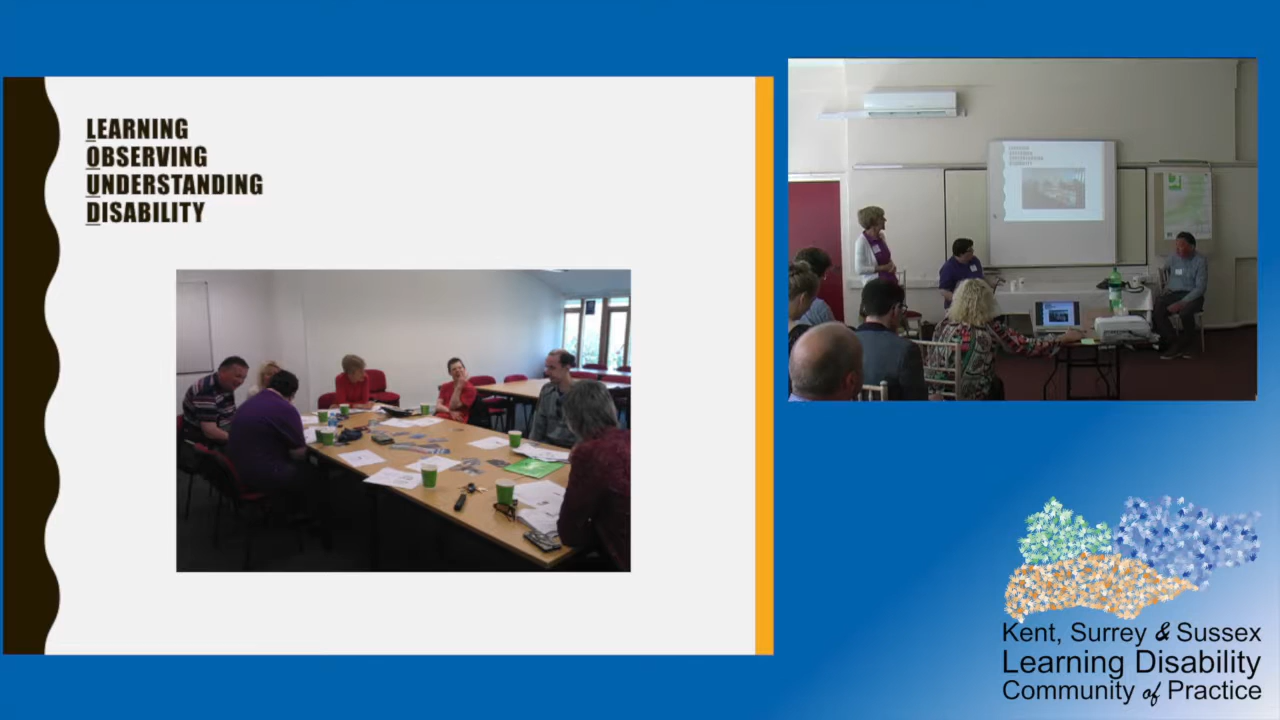 LEARNING
OBSERVING
UNDERSTANDING
DISABILITY
Kent, Surrey & Sussex
Learning Disability
Community of Practice